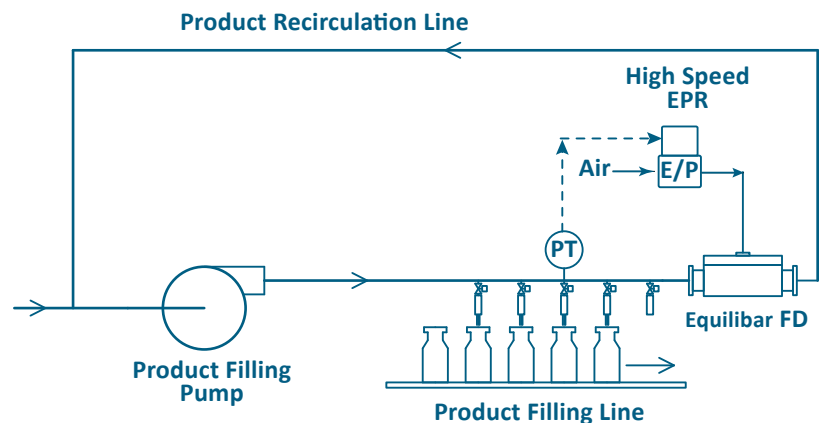 Product Recirculation Line
High Speed
EPR
Air
E/P
PT
Equilibar FD
Product Filling
Pump
Product Filling Line